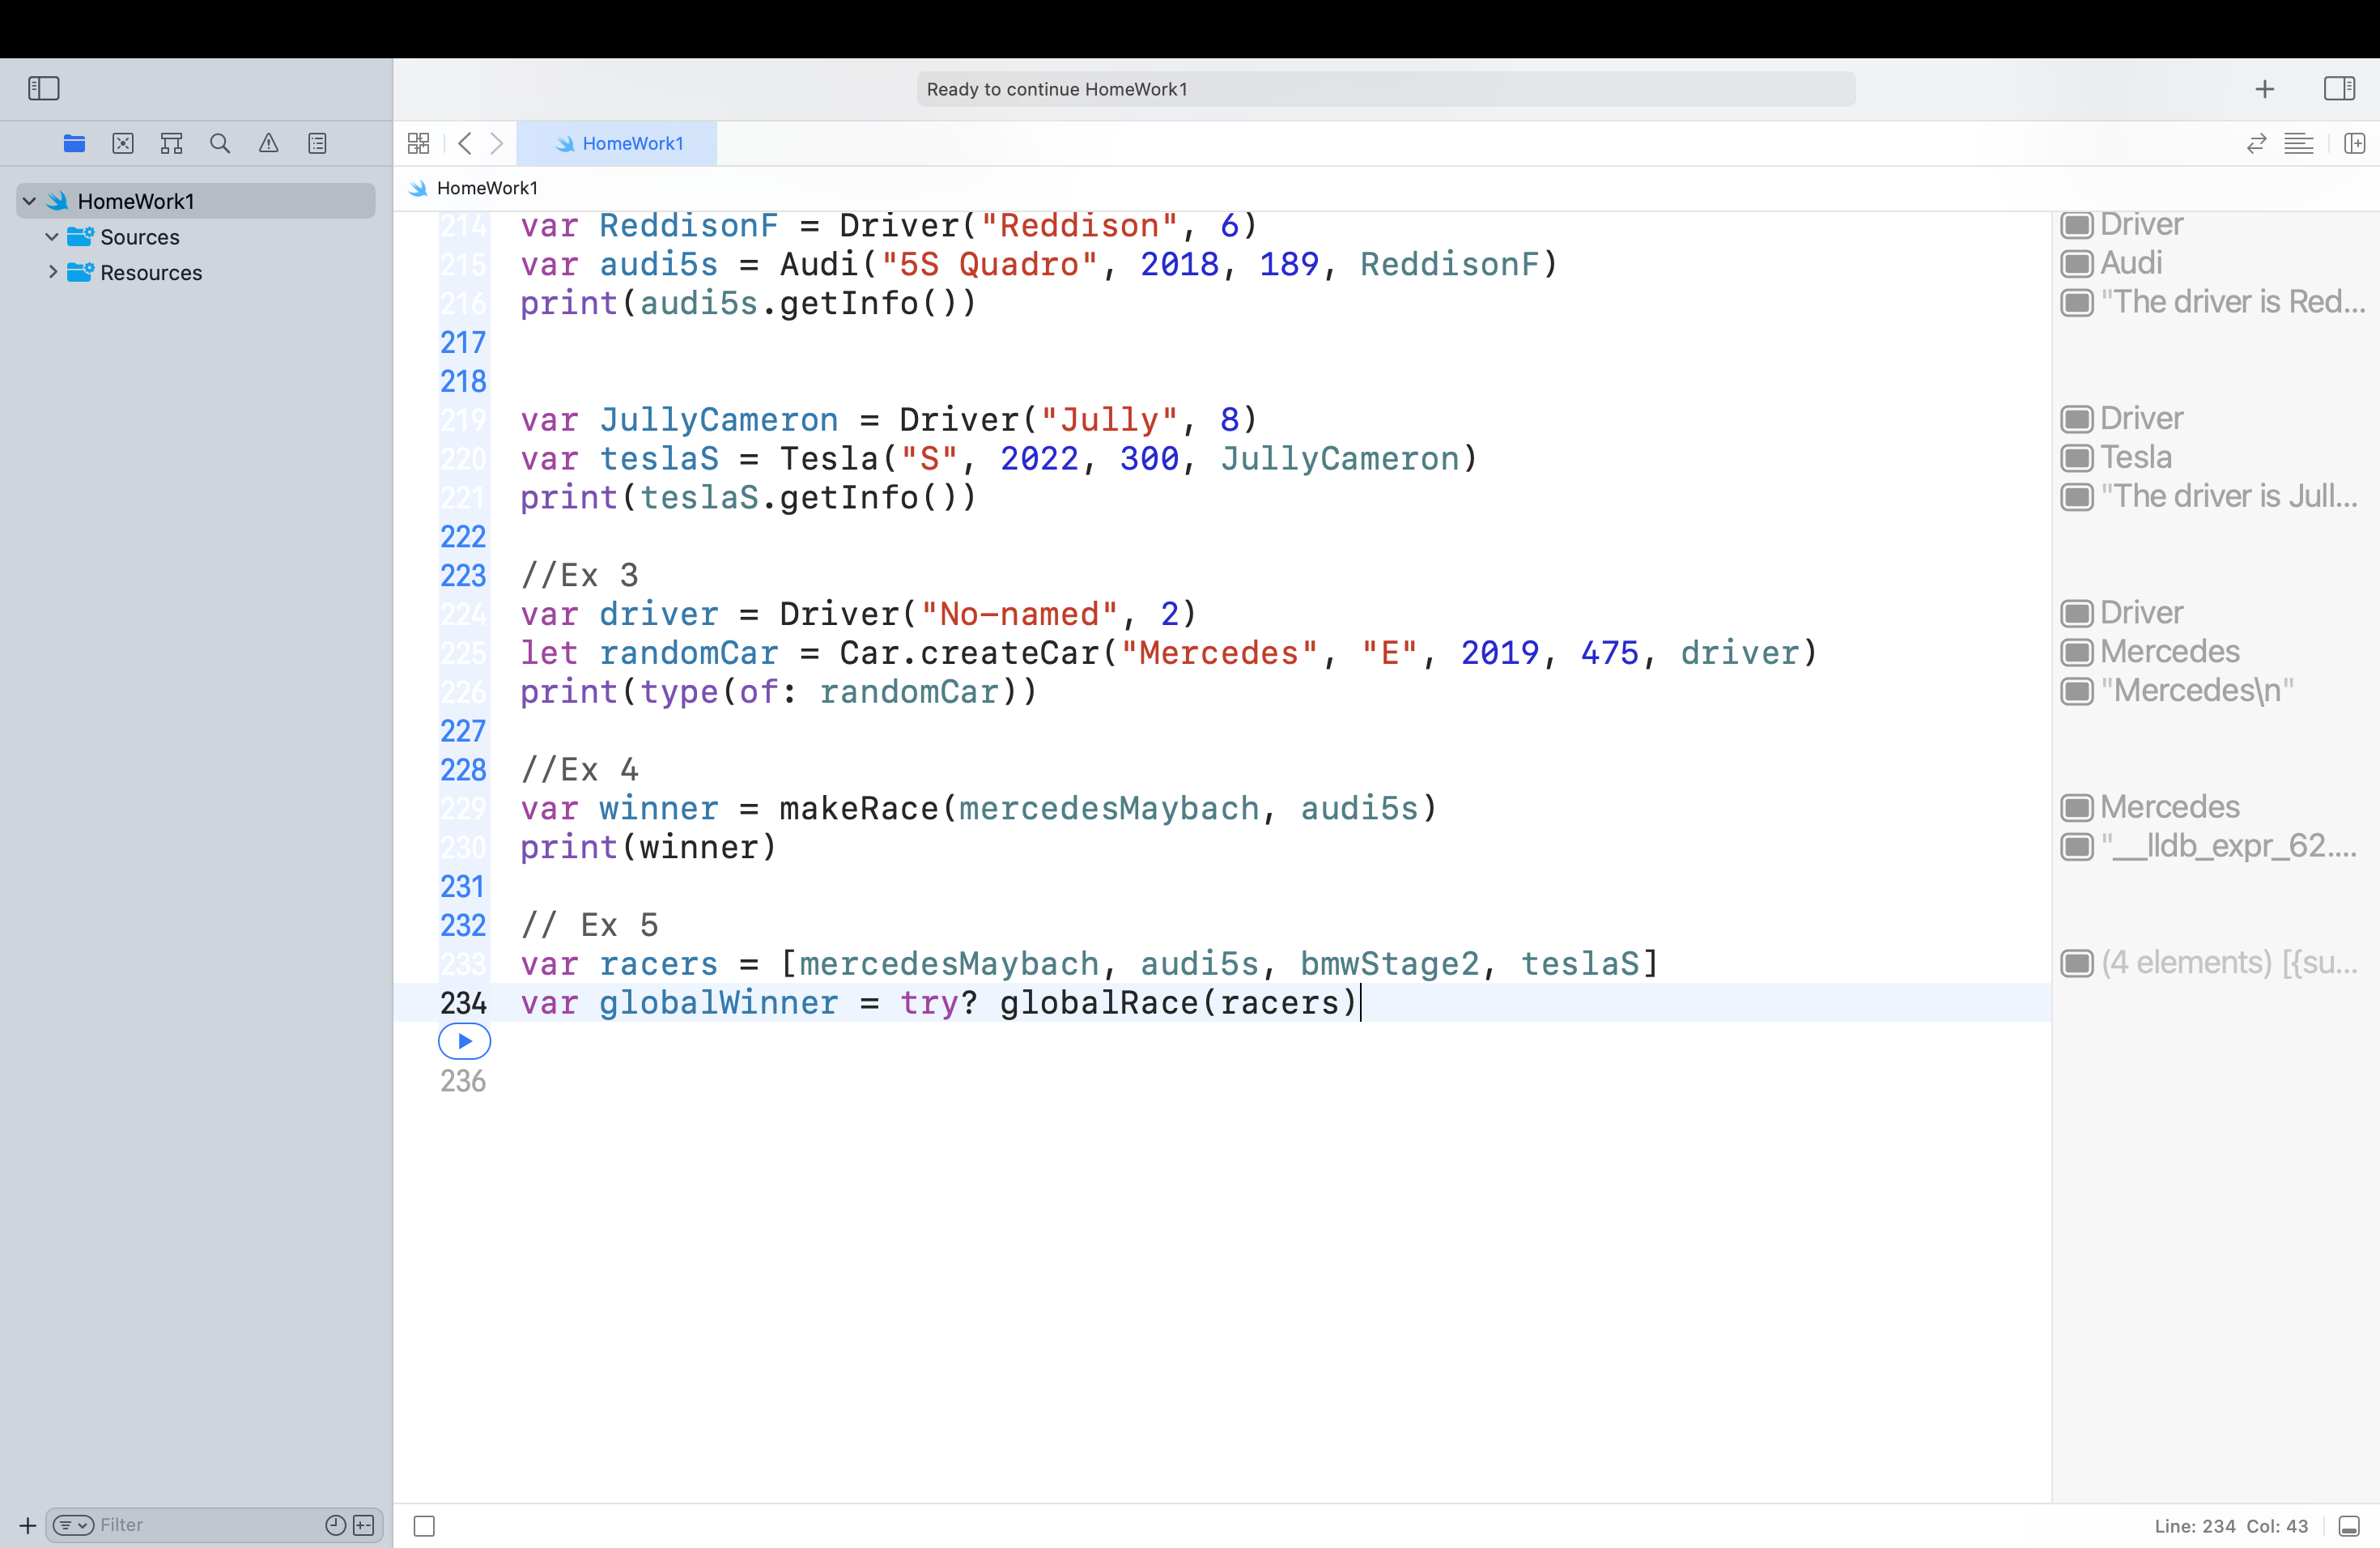 Ready to continue HomeWork1
HomeWork1
HomeWork1
HomeWork1
Sources
Resources
214 var ReddisonF = Driver("Reddison", 6)
Driver
215 var audi5s = Audi("5S Quadro", 2018, 189, ReddisonF)
Audi
216 print(audi5s.getInfo())
"The driver is Red...
217
218
219 var JullyCameron = Driver("Jully", 8)
Driver
220 var teslaS = Tesla("S", 2022, 300, JullyCameron)
Tesla
221 print(teslaS.getInfo())
"The driver is Jull...
222
223 //Ex 3
224 var driver = Driver("No-named", 2)
Driver
225 let randomCar = Car.createCar("Mercedes", "E", 2019, 475, driver)
Mercedes
226 print(type(of: randomCar))
"Mercedes\n"
227
228 //Ex 4
229 var winner = makeRace(mercedesMaybach, audi5s)
Mercedes
230 print(winner)
"__lldb_expr_62....
231
232 // Ex 5
233 var racers = [mercedesMaybach, audi5s, bmwStage2, teslaS]
(4 elements) [{su...
234 var globalWinner = try? globalRace(racers)
236
Filter
Line: 234 Col: 43